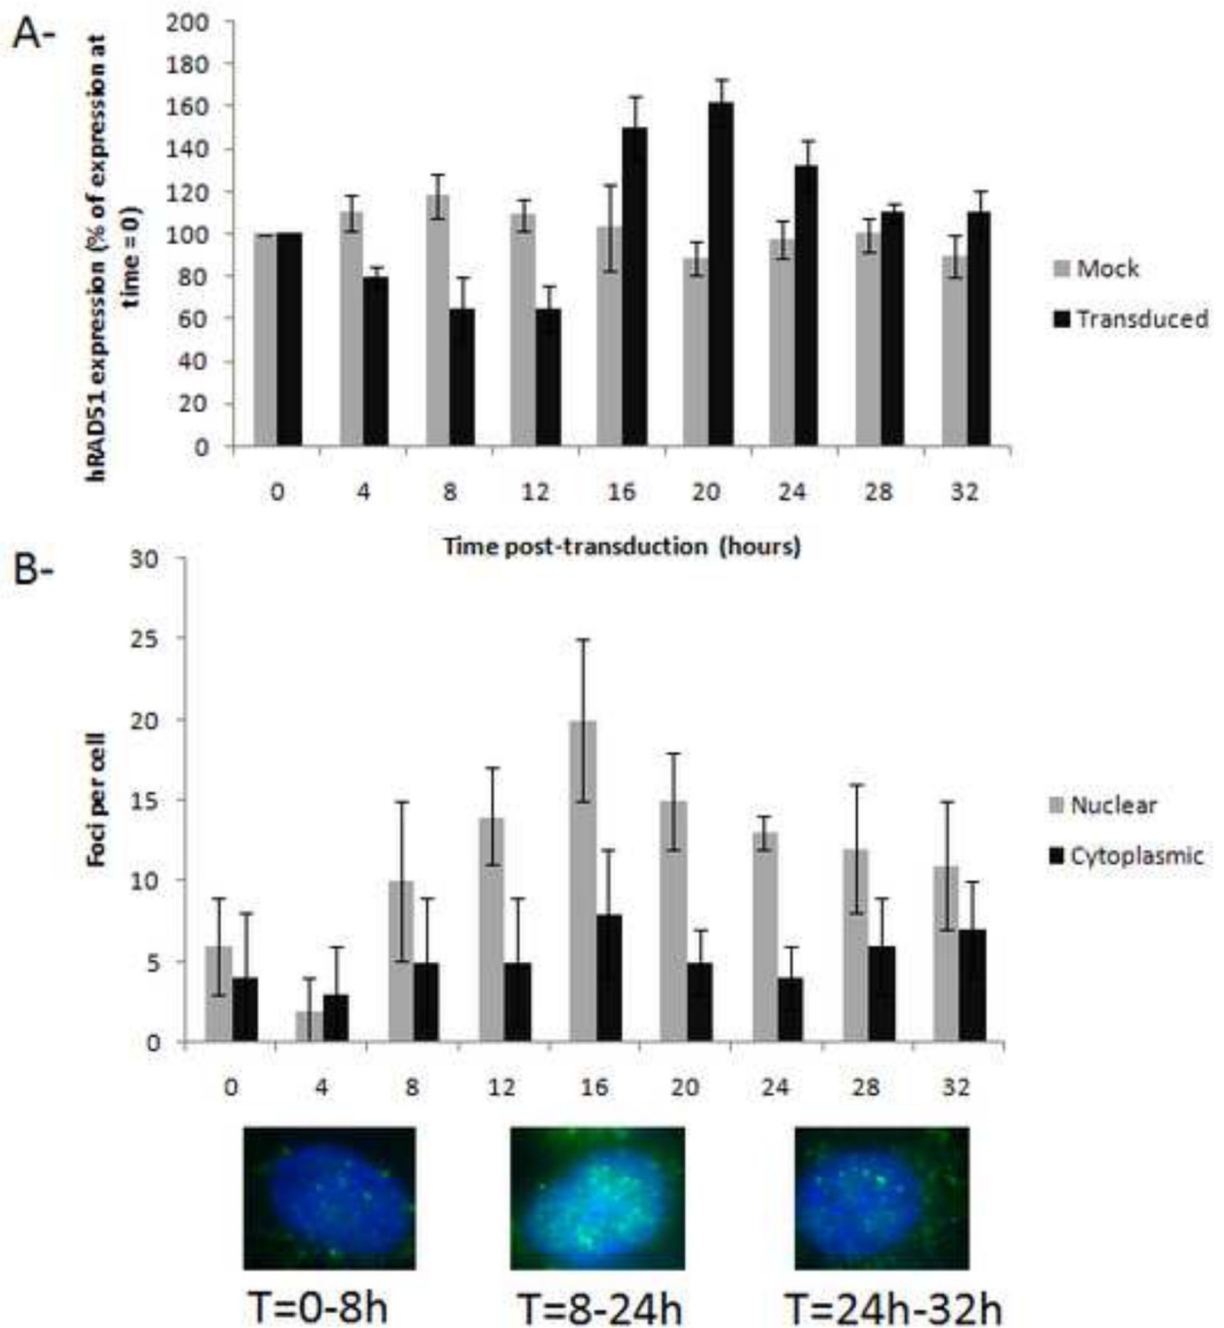 A-
hRAD51 expression (% of expression at
time = 0)
200
180
160
140
120
100
80
60
40
20
0
0 4 8 12 16 20 24 28 32
Time post-transduction (hours)
Mock
Transduced
B-
Foci per cell
30
25
20
15
10
5
0
0 4 8 12 16 20 24 28 32
Nuclear
Cytoplasmic
T=0-8h T=8-24h T=24h-32h